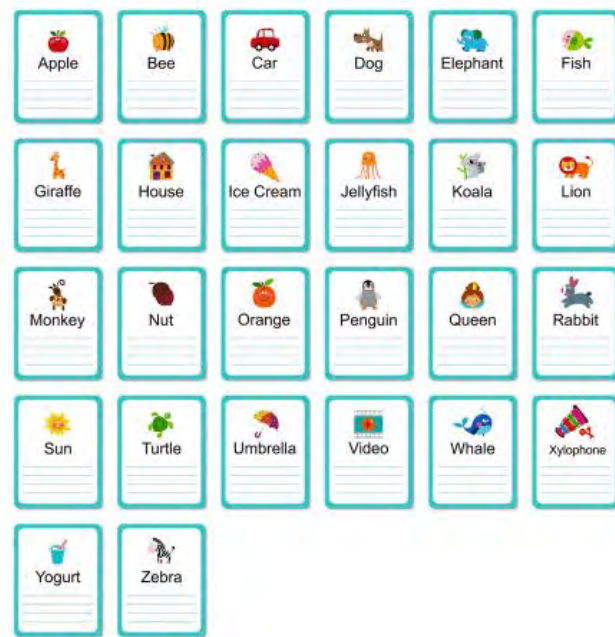 Apple
Bee
Car
Dog
Elephant
Fish
Giraffe
House
Ice Cream
Jellyfish
Koala
Lion
Monkey
Nut
Orange
Penguin
Queen
Rabbit
Sun
Turtle
Umbrella
Video
Whale
Xylophone
Yogurt
Zebra